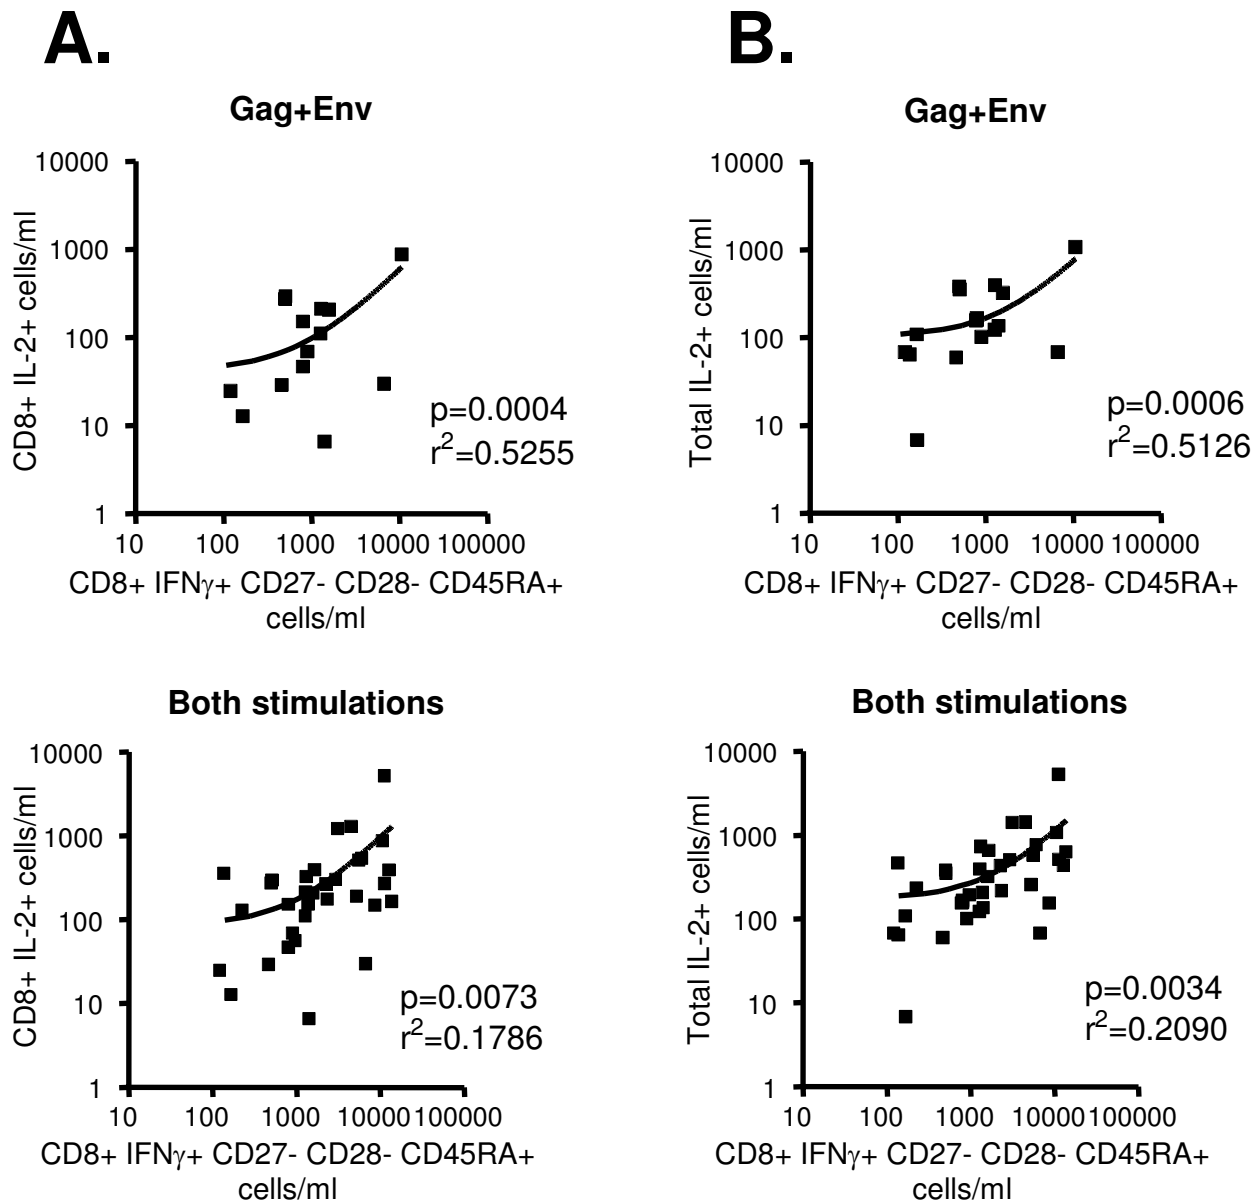 A.
B.
Gag+Env
10000
1000
100
10
1
CD8+ IL-2+ cells/ml
p=0.0004
r²=0.5255
10 100 1000 10000 100000
CD8+ IFNγ+ CD27- CD28- CD45RA+
cells/ml
Gag+Env
10000
1000
100
10
1
Total IL-2+ cells/ml
p=0.0006
r²=0.5126
10 100 1000 10000 100000
CD8+ IFNγ+ CD27- CD28- CD45RA+
cells/ml
Both stimulations
10000
1000
100
10
1
CD8+ IL-2+ cells/ml
p=0.0073
r²=0.1786
10 100 1000 10000 100000
CD8+ IFNγ+ CD27- CD28- CD45RA+
cells/ml
Both stimulations
10000
1000
100
10
1
Total IL-2+ cells/ml
p=0.0034
r²=0.2090
10 100 1000 10000 100000
CD8+ IFNγ+ CD27- CD28- CD45RA+
cells/ml